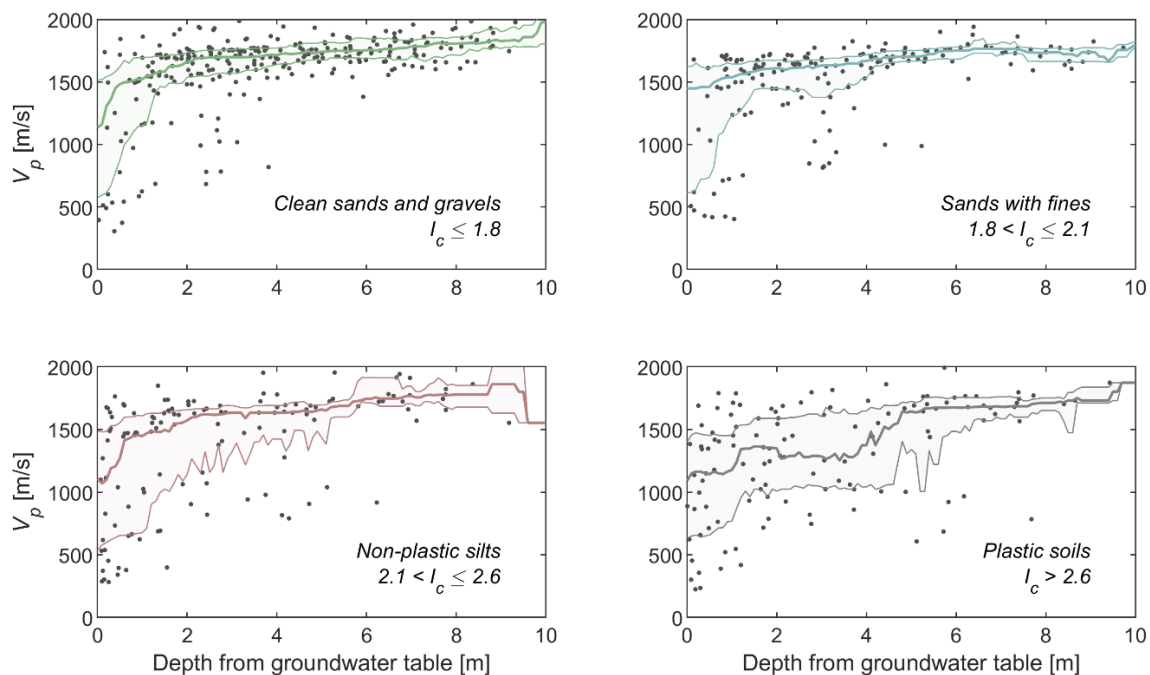 2000
1500
1000
500
0
V_p [m/s]
0 2 4 6 8 10
Clean sands and gravels
I_c ≤ 1.8
2000
1500
1000
500
0
0 2 4 6 8 10
Sands with fines
1.8 < I_c ≤ 2.1
2000
1500
1000
500
0
V_p [m/s]
0 2 4 6 8 10
Depth from groundwater table [m]
Non-plastic silts
2.1 < I_c ≤ 2.6
2000
1500
1000
500
0
0 2 4 6 8 10
Depth from groundwater table [m]
Plastic soils
I_c > 2.6